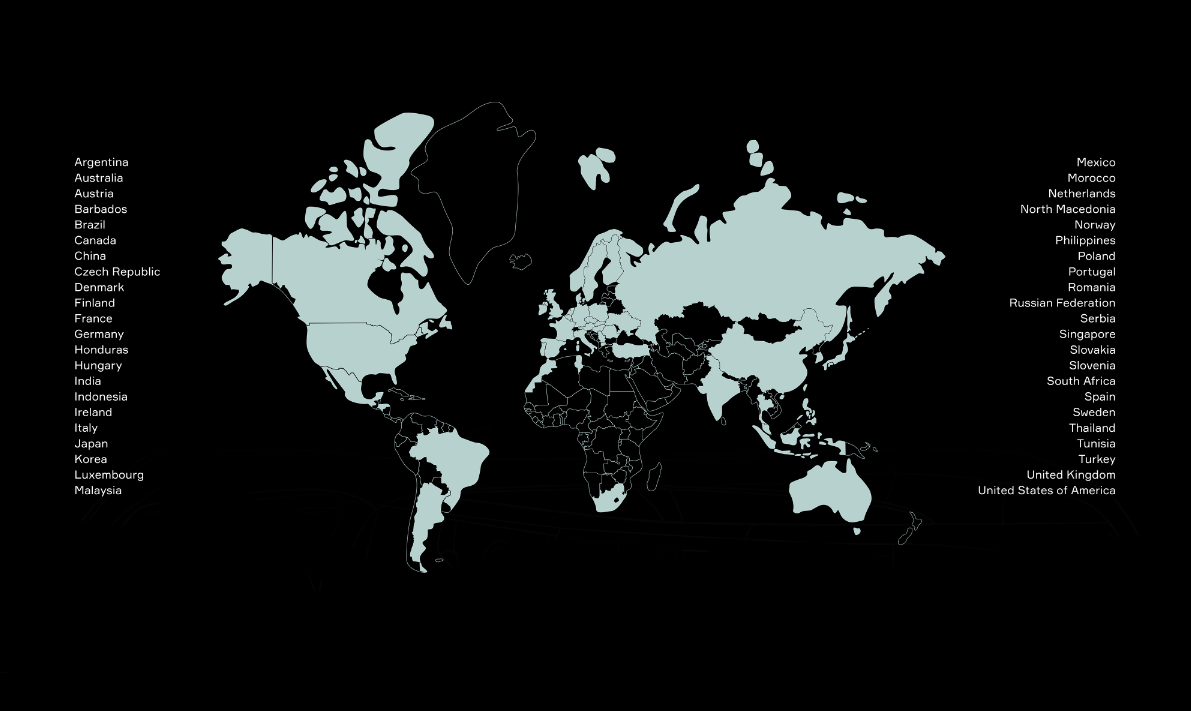 Argentina
Australia
Austria
Barbados
Brazil
Canada
China
Czech Republic
Denmark
Finland
France
Germany
Honduras
Hungary
India
Indonesia
Ireland
Italy
Japan
Korea
Luxembourg
Malaysia
Mexico
Morocco
Netherlands
North Macedonia
Norway
Philippines
Poland
Portugal
Romania
Russian Federation
Serbia
Singapore
Slovakia
Slovenia
South Africa
Spain
Sweden
Thailand
Tunisia
Turkey
United Kingdom
United States of America